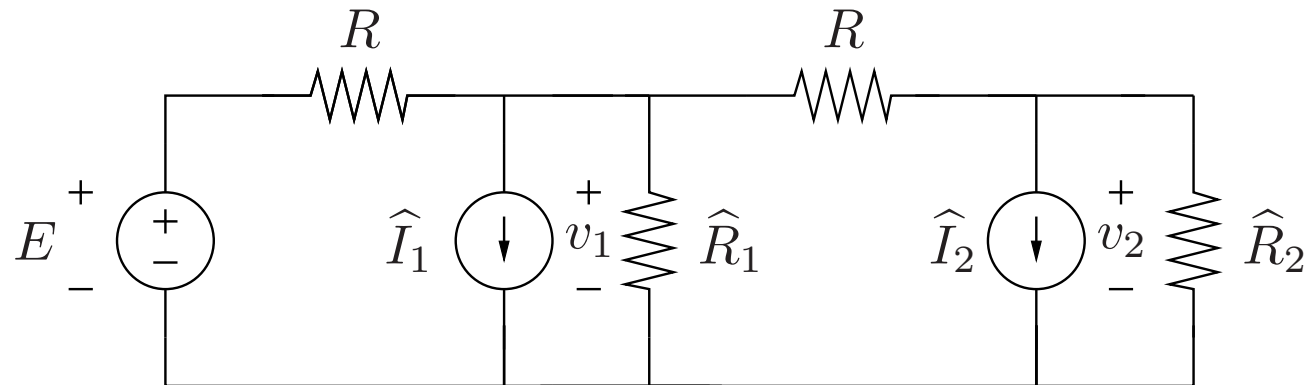 R R
+ + + +
E Î₁ v₁ R̂₁ Î₂ v₂ R̂₂
− − − −